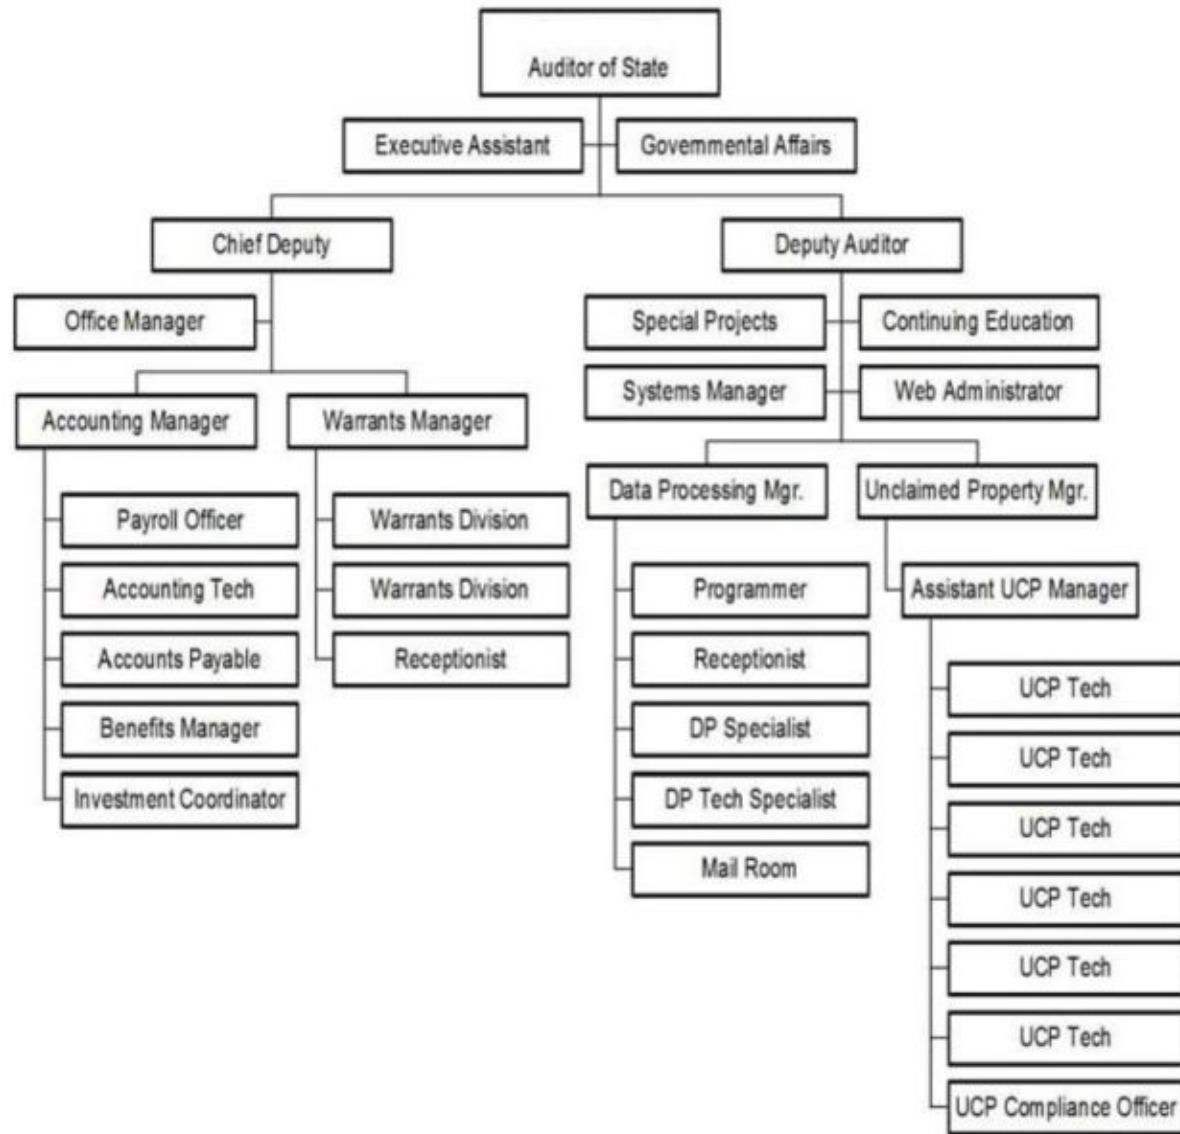 Auditor of State
Executive Assistant
Governmental Affairs
Chief Deputy
Deputy Auditor
Office Manager
Special Projects
Continuing Education
Systems Manager
Web Administrator
Accounting Manager
Warrants Manager
Data Processing Mgr.
Unclaimed Property Mgr.
Payroll Officer
Warrants Division
Accounting Tech
Warrants Division
Programmer
Assistant UCP Manager
Accounts Payable
Receptionist
Receptionist
UCP Tech
Benefits Manager
DP Specialist
UCP Tech
Investment Coordinator
DP Tech Specialist
UCP Tech
Mail Room
UCP Tech
UCP Tech
UCP Tech
UCP Compliance Officer